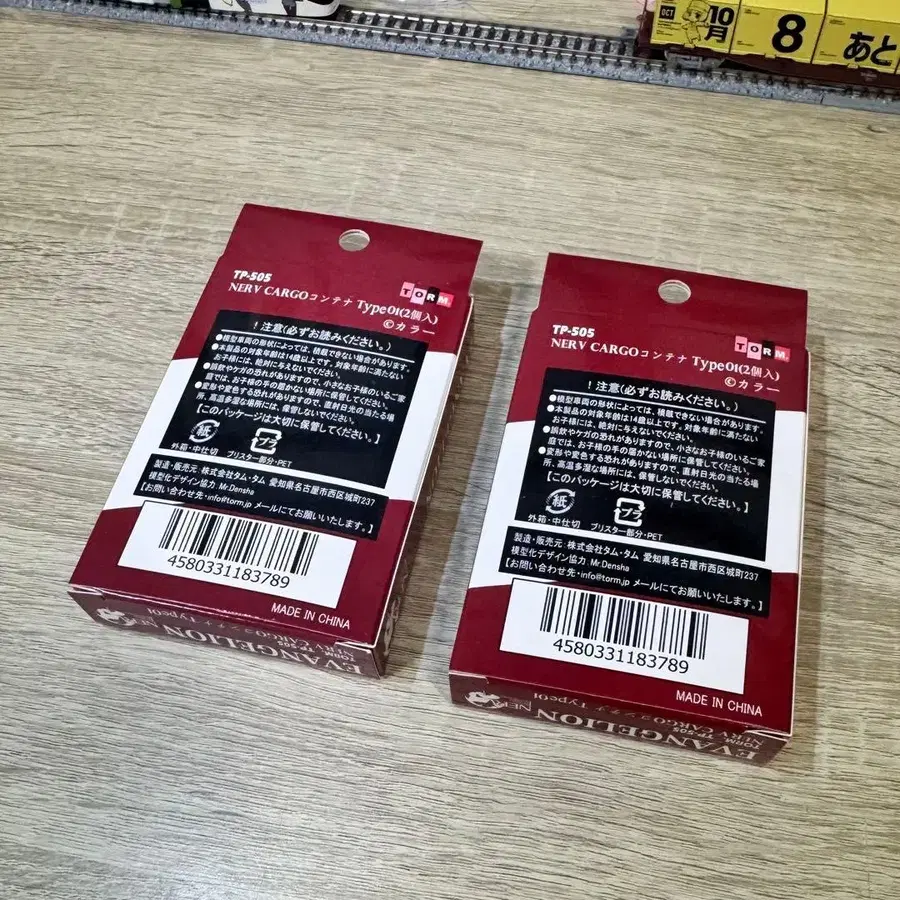 OCT
10
月
8
あと
TP-505
TORM.
NERV CARGOコンテナ Type01(2個入)
©カラー
! 注意(必ずお読みください。)
●模型車両の形状によっては、積載できない場合があります。
●本製品の対象年齢は14歳以上です。対象年齢に満たない
お子様には、絶対に与えないでください。
●誤飲やケガの恐れがありますので、小さなお子様のいるご家
庭では、お子様の手の届かない場所に保管してください。
●変形や変色する恐れがありますので、直射日光の当たる場
所、高温多湿な場所には、保管しないでください。
【このパッケージは大切に保管してください。】
紙
プラ
外箱・中仕切
ブリスター部分・PET
製造・販売元:株式会社タム・タム 愛知県名古屋市西区城町237
模型化デザイン協力 Mr.Densha
【お問い合わせ先・info@torm.jp メールにてお願いいたします。】
4580331183789
MADE IN CHINA
EVANGELION
TORM. TP-505
NERV CARGOコンテナ Type01
TP-505
TORM.
NERV CARGOコンテナ Type01(2個入)
©カラー
! 注意(必ずお読みください。)
●模型車両の形状によっては、積載できない場合があります。
●本製品の対象年齢は14歳以上です。対象年齢に満たない
お子様には、絶対に与えないでください。
●誤飲やケガの恐れがありますので、小さなお子様のいるご家
庭では、お子様の手の届かない場所に保管してください。
●変形や変色する恐れがありますので、直射日光の当たる場
所、高温多湿な場所には、保管しないでください。
【このパッケージは大切に保管してください。】
紙
プラ
外箱・中仕切
ブリスター部分・PET
製造・販売元:株式会社タム・タム 愛知県名古屋市西区城町237
模型化デザイン協力 Mr.Densha
【お問い合わせ先・info@torm.jp メールにてお願いいたします。】
4580331183789
MADE IN CHINA
EVANGELION
TORM. TP-505
NERV CARGOコンテナ Type01